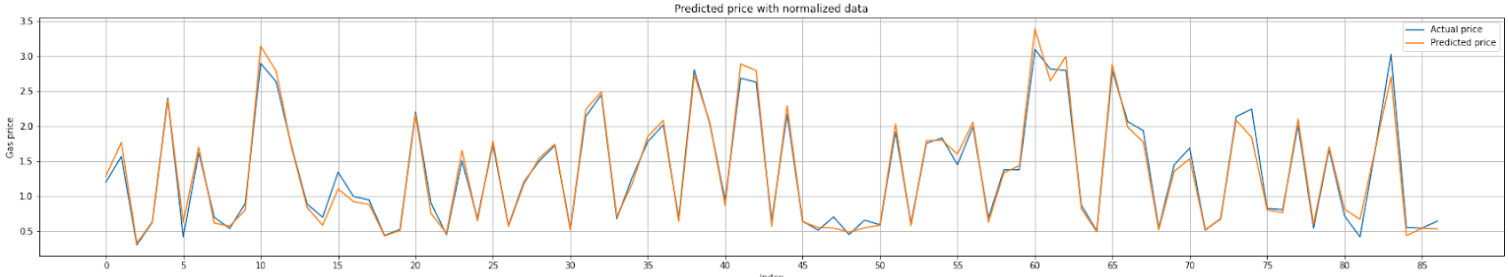 Predicted price with normalized data
Actual price
Predicted price
Gas price
3.5
3.0
2.5
2.0
1.5
1.0
0.5
0 5 10 15 20 25 30 35 40 45 50 55 60 65 70 75 80 85
index